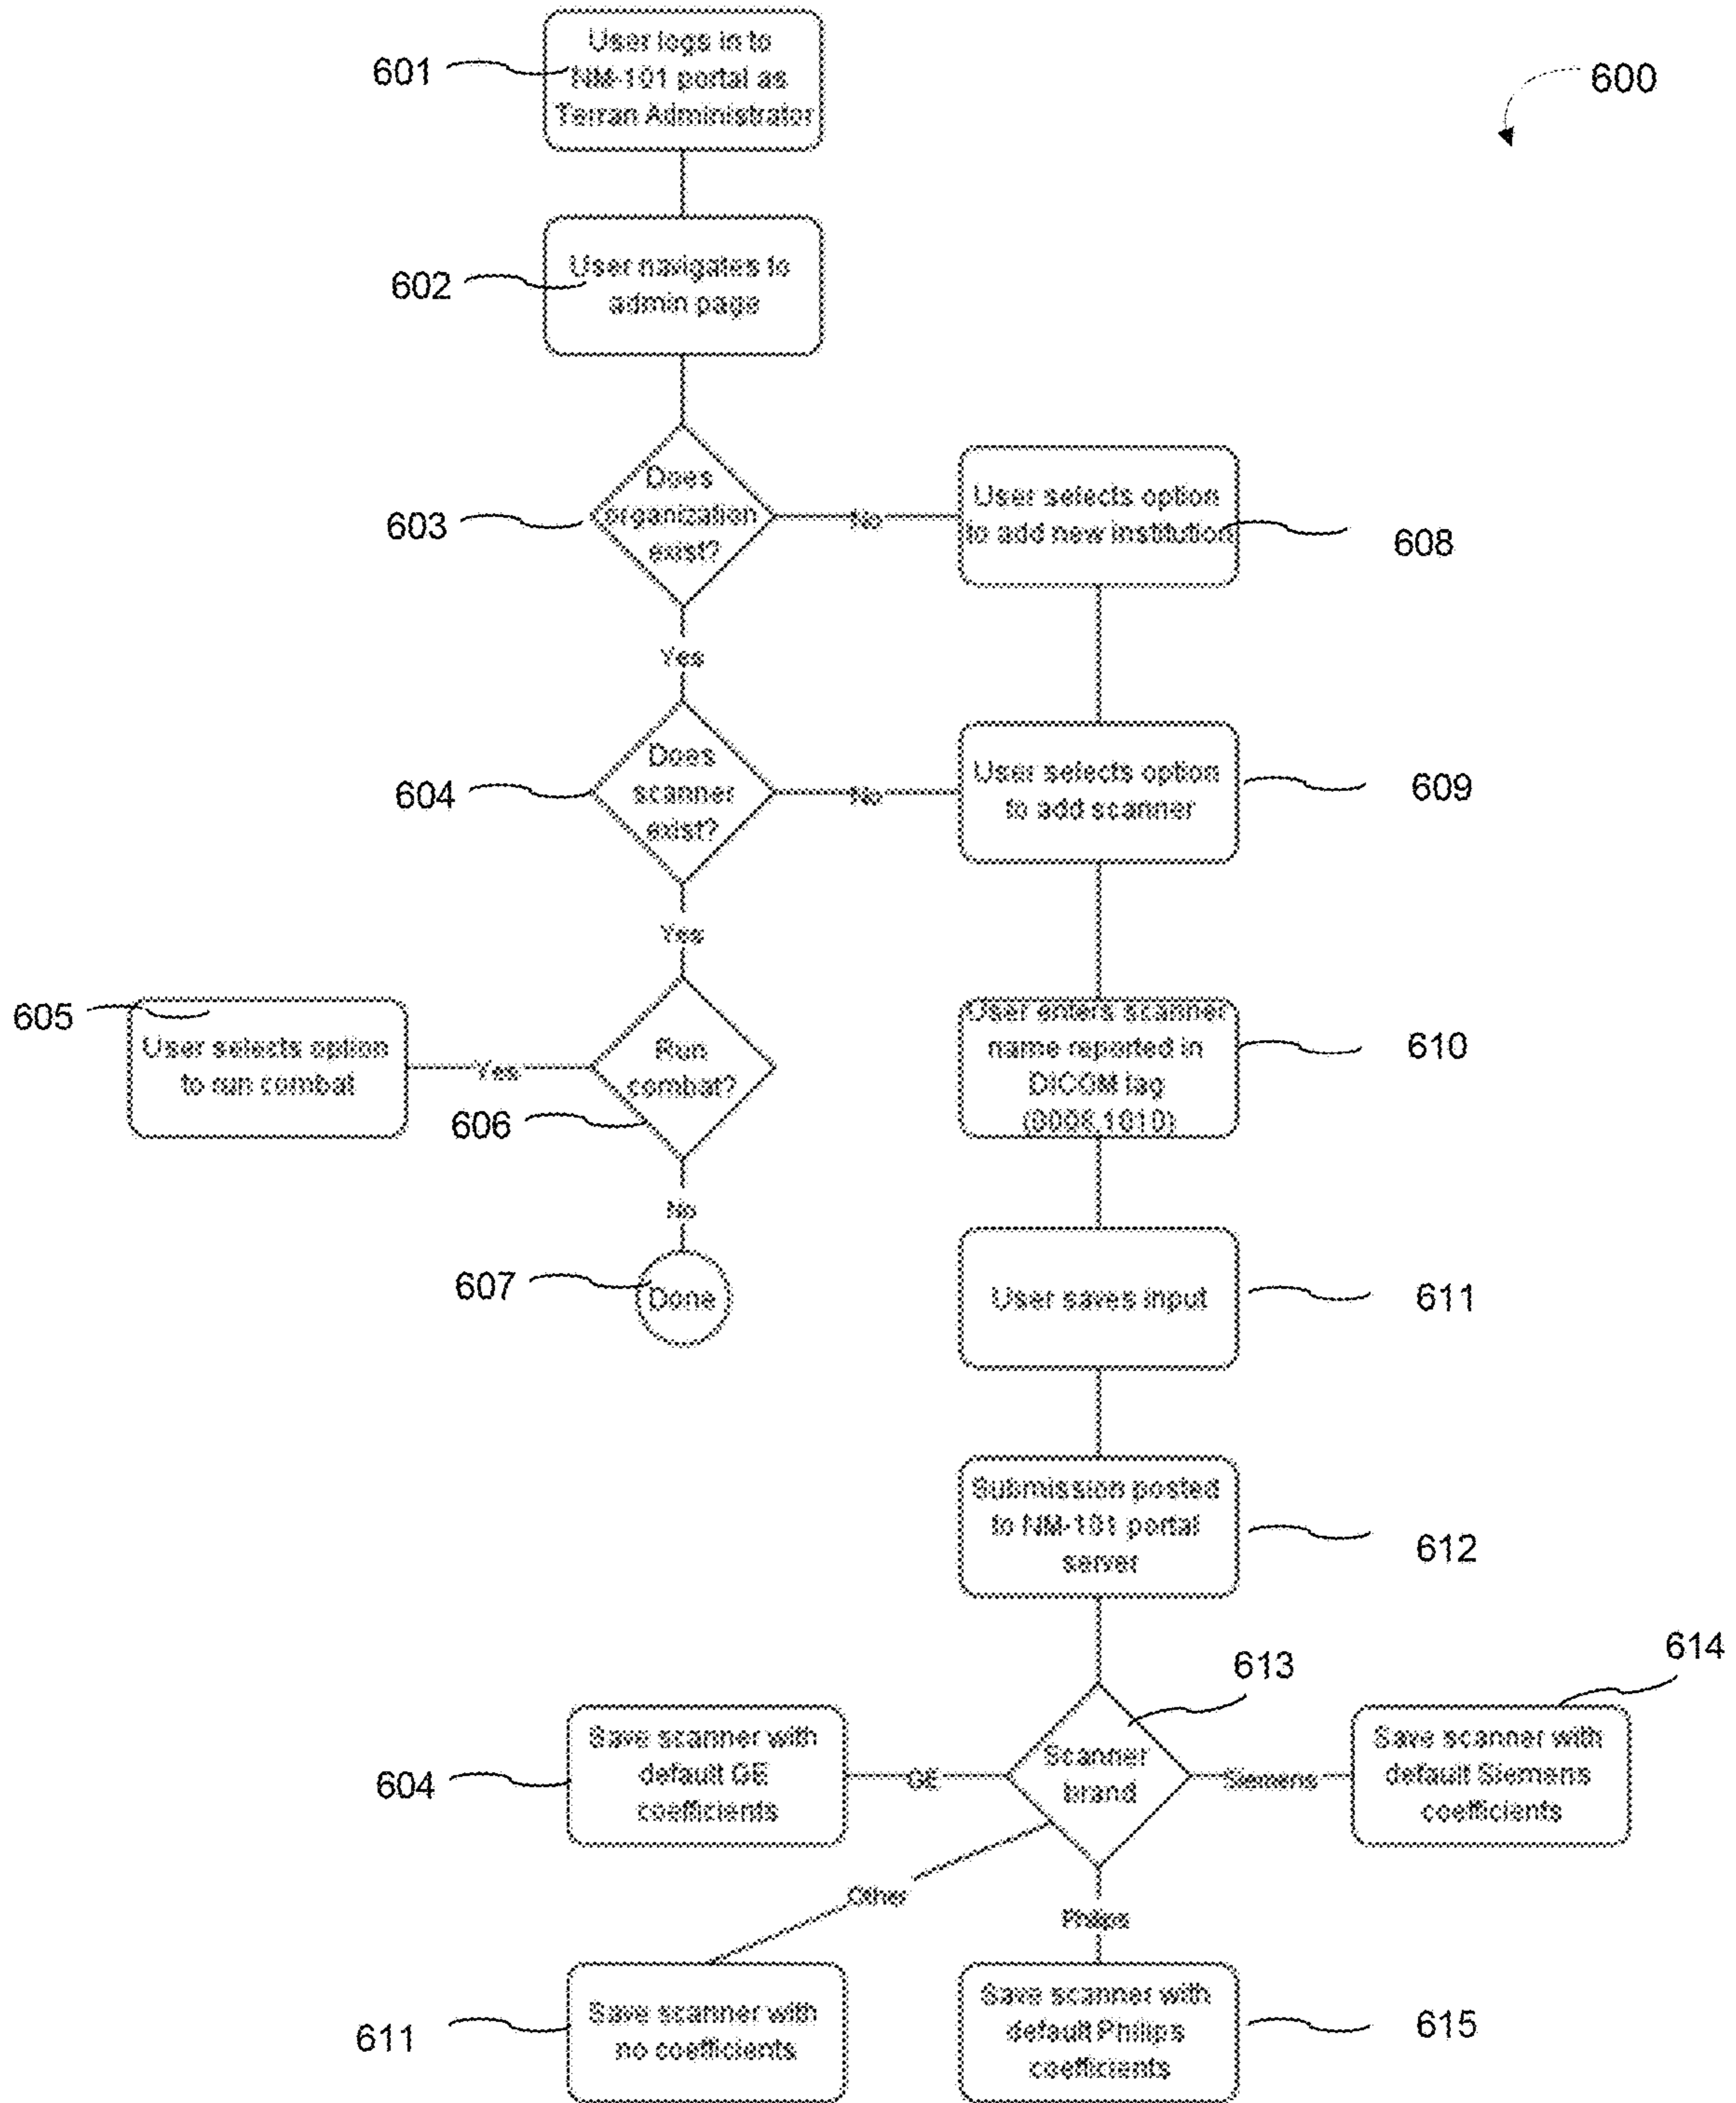 User logs in to
NM-101 portal as
Terran Administrator
601
600
User navigates to
admin page
602
Does
organization
exist?
603
No
User selects option
to add new institution
608
Yes
Does
scanner
exist?
604
No
User selects option
to add scanner
609
Yes
605
User selects option
to run combat
Yes
Run
combat?
606
User enters scanner
name reported in
DICOM tag
(0008,1010)
610
No
607
Done
User saves input
611
Submission posted
to NM-101 portal
server
612
613
614
Save scanner with
default GE
coefficients
604
GE
Scanner
brand
Siemens
Save scanner with
default Siemens
coefficients
Other
Philips
611
Save scanner with
no coefficients
Save scanner with
default Philips
coefficients
615